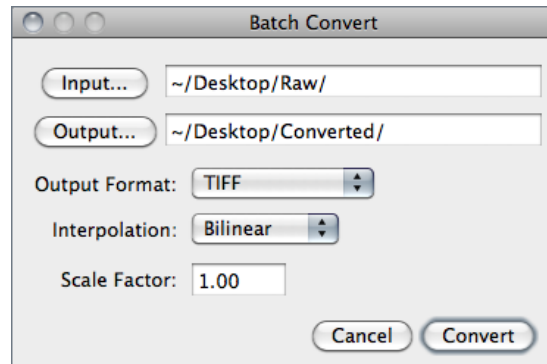 Batch Convert
Input... ~/Desktop/Raw/
Output... ~/Desktop/Converted/
Output Format: TIFF
Interpolation: Bilinear
Scale Factor: 1.00
Cancel Convert